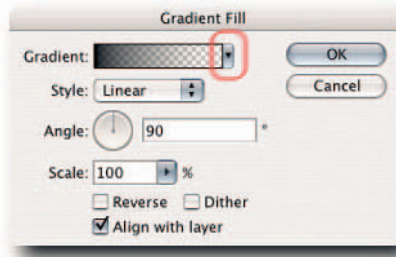 Gradient Fill
Gradient: OK
Style: Linear Cancel
Angle: 90 °
Scale: 100 %
Reverse Dither
Align with layer